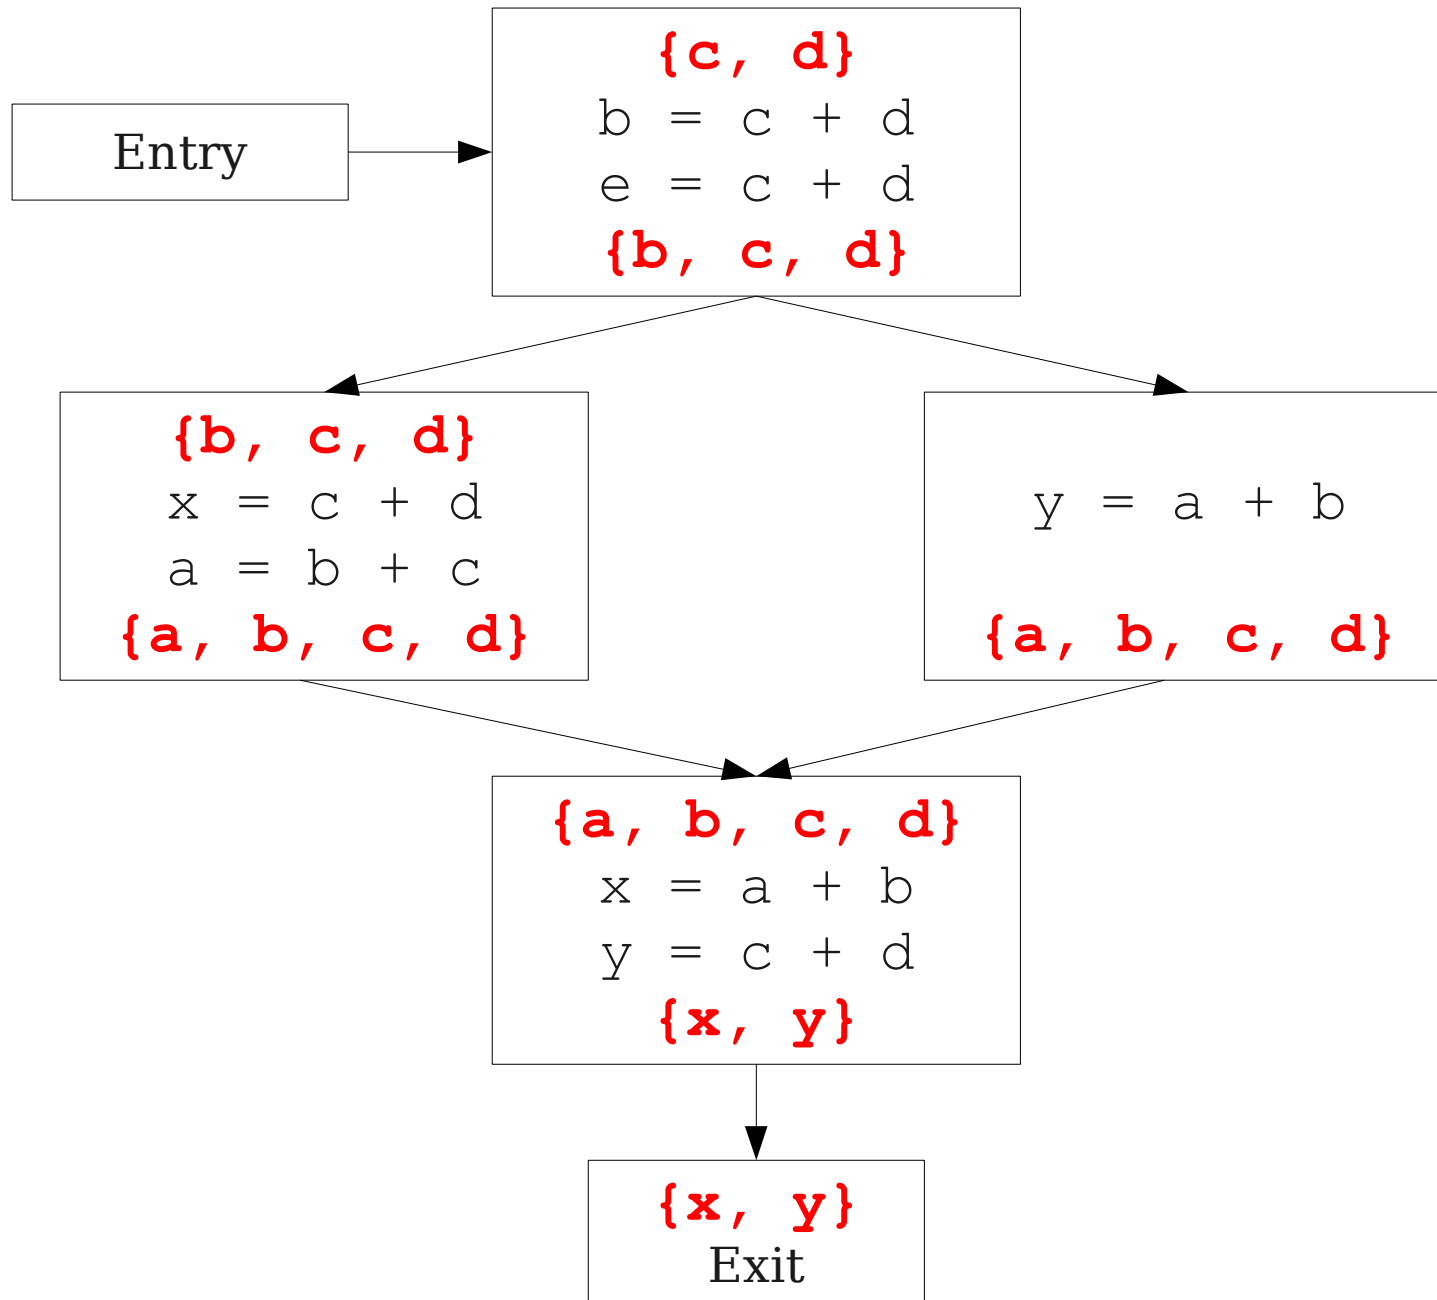 {c, d}
Entry
b = c + d
e = c + d
{b, c, d}
{b, c, d}
x = c + d
a = b + c
{a, b, c, d}
y = a + b
{a, b, c, d}
{a, b, c, d}
x = a + b
y = c + d
{x, y}
{x, y}
Exit